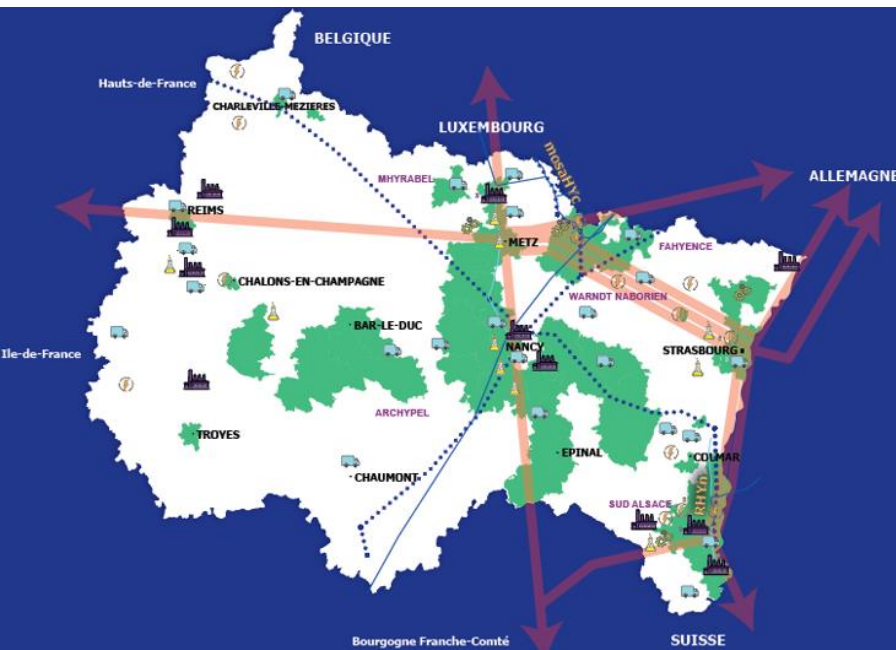 BELGIQUE
Hauts-de-France
CHARLEVILLE-MEZIERES
LUXEMBOURG
mosaHYc
ALLEMAGNE
MHYRABEL
REIMS
METZ
FAHYENCE
CHALONS-EN-CHAMPAGNE
WARNDT NABORIEN
BAR-LE-DUC
NANCY
STRASBOURG
Ile-de-France
ARCHYPEL
TROYES
EPINAL
COLMAR
CHAUMONT
RHYn
SUD ALSACE
Bourgogne Franche-Comté
SUISSE